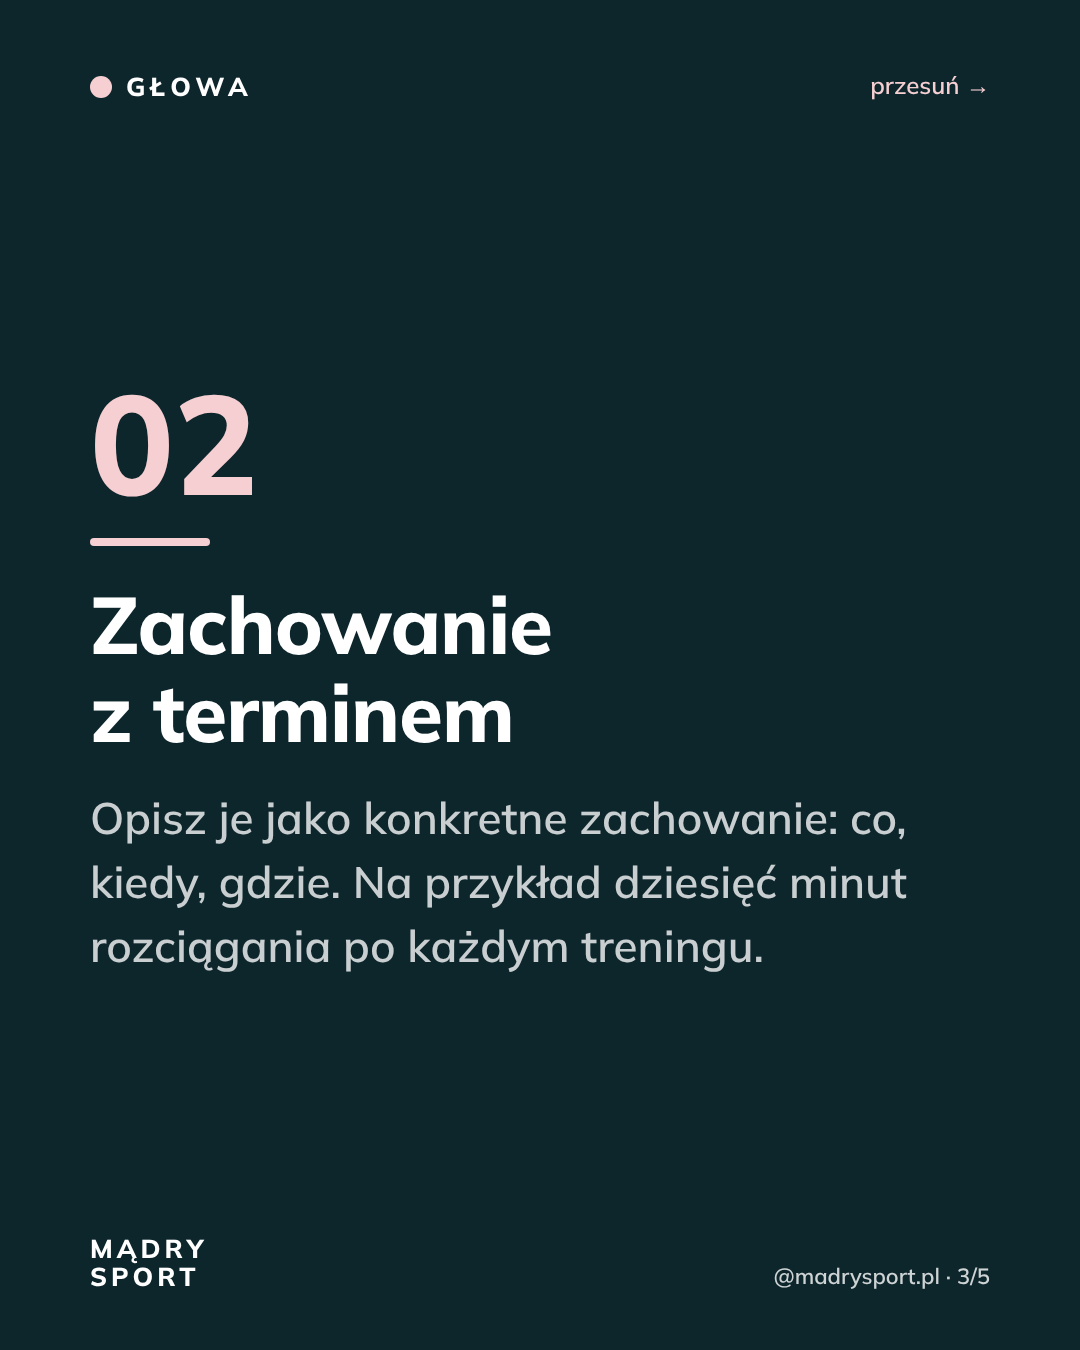 GŁOWA
przesuń →
02
Zachowanie
z terminem
Opisz je jako konkretne zachowanie: co,
kiedy, gdzie. Na przykład dziesięć minut
rozciągania po każdym treningu.
MĄDRY
SPORT
@madrysport.pl · 3/5